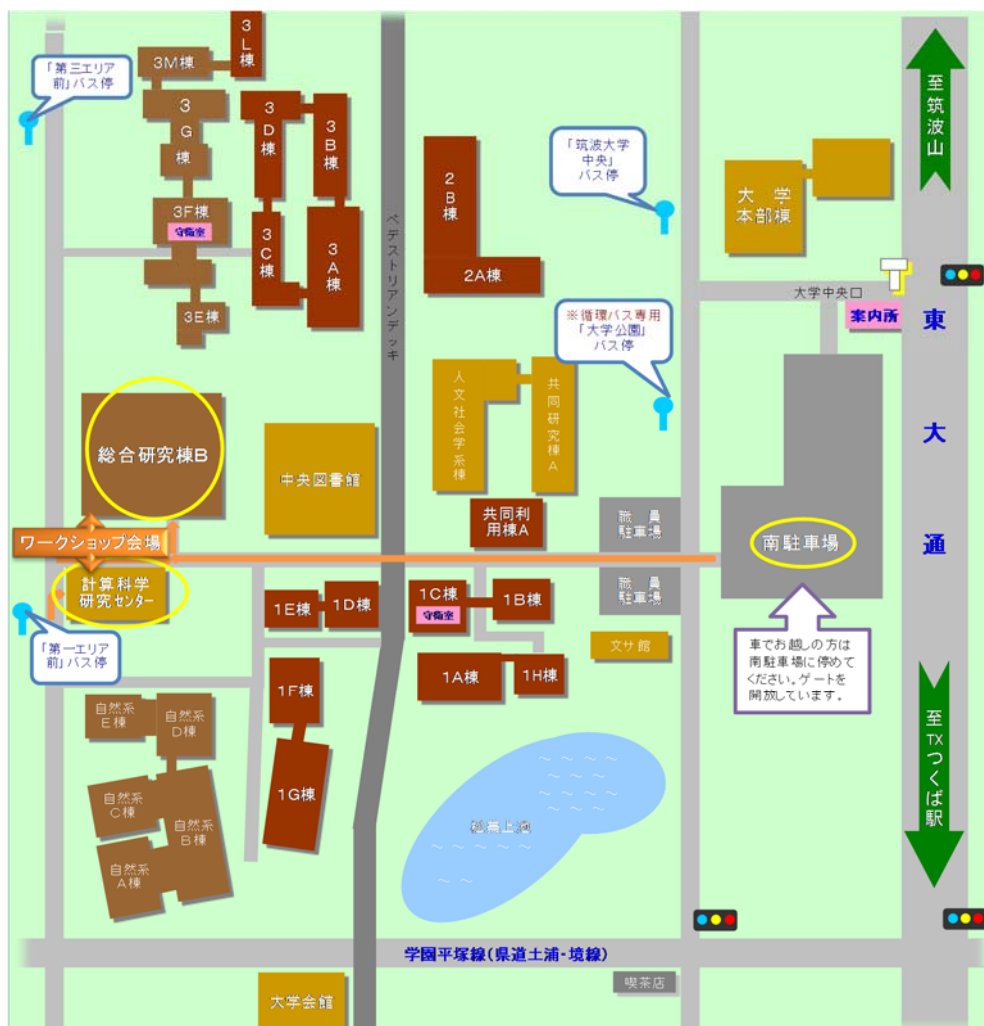 3
L
棟
3M棟
「第三エリア
前」バス停
3
G
棟
3
D
棟
3
B
棟
3F棟
守衛室
3
C
棟
3
A
棟
3E棟
ペデストリアンデッキ
2
B
棟
2A棟
「筑波大学
中央」
バス停
大学
本部棟
至筑波山
大学中央口
案内所
東大通
※循環バス専用
「大学公園」
バス停
人文社会学系棟
共同研究棟A
総合研究棟B
中央図書館
共同利
用棟A
職員
駐車場
南駐車場
ワークショップ会場
計算科学
研究センター
1E棟
1D棟
1C棟
守衛室
1B棟
職員
駐車場
文サ館
「第一エリア
前」バス停
1F棟
1A棟
1H棟
車でお越しの方は
南駐車場に停めて
ください。ゲートを
開放しています。
自然系
E棟
自然系
D棟
1G棟
自然系
C棟
自然系
B棟
自然系
A棟
至TXつくば駅
学園平塚線(県道土浦・境線)
大学会館
喫茶店